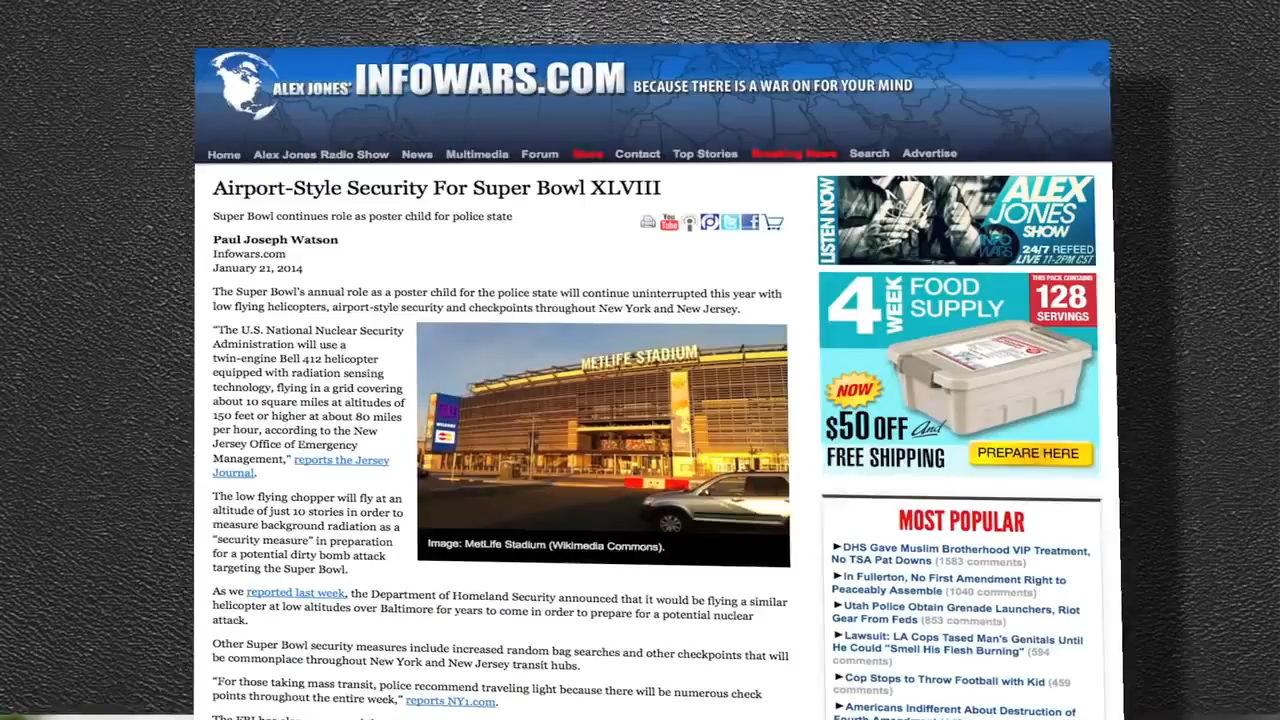 ALEX JONES' INFOWARS.COM BECAUSE THERE IS A WAR ON FOR YOUR MIND
Home Alex Jones Radio Show News Multimedia Forum Store Contact Top Stories Breaking News Search Advertise
Airport-Style Security For Super Bowl XLVIII
Super Bowl continues role as poster child for police state
You
Tube
Paul Joseph Watson
Infowars.com
January 21, 2014
The Super Bowl's annual role as a poster child for the police state will continue uninterrupted this year with
low flying helicopters, airport-style security and checkpoints throughout New York and New Jersey.
“The U.S. National Nuclear Security
Administration will use a
twin-engine Bell 412 helicopter
equipped with radiation sensing
technology, flying in a grid covering
about 10 square miles at altitudes of
150 feet or higher at about 80 miles
per hour, according to the New
Jersey Office of Emergency
Management,” reports the Jersey
Journal.
METLIFE STADIUM
Image: MetLife Stadium (Wikimedia Commons).
The low flying chopper will fly at an
altitude of just 10 stories in order to
measure background radiation as a
“security measure” in preparation
for a potential dirty bomb attack
targeting the Super Bowl.
As we reported last week, the Department of Homeland Security announced that it would be flying a similar
helicopter at low altitudes over Baltimore for years to come in order to prepare for a potential nuclear
attack.
Other Super Bowl security measures include increased random bag searches and other checkpoints that will
be commonplace throughout New York and New Jersey transit hubs.
“For those taking mass transit, police recommend traveling light because there will be numerous check
points throughout the entire week,” reports NY1.com.
LISTEN NOW
ALEX
JONES
SHOW
INFO
WARS
24/7 REFEED
LIVE 11-2PM CST
4 WEEK FOOD
SUPPLY
THIS PACK CONTAINS
128
SERVINGS
NOW
$50 OFF And
FREE SHIPPING
PREPARE HERE
MOST POPULAR
DHS Gave Muslim Brotherhood VIP Treatment,
No TSA Pat Downs (1583 comments)
In Fullerton, No First Amendment Right to
Peaceably Assemble (1040 comments)
Utah Police Obtain Grenade Launchers, Riot
Gear From Feds (853 comments)
Lawsuit: LA Cops Tased Man's Genitals Until
He Could "Smell His Flesh Burning" (594
comments)
Cop Stops to Throw Football with Kid (459
comments)
Americans Indifferent About Destruction of